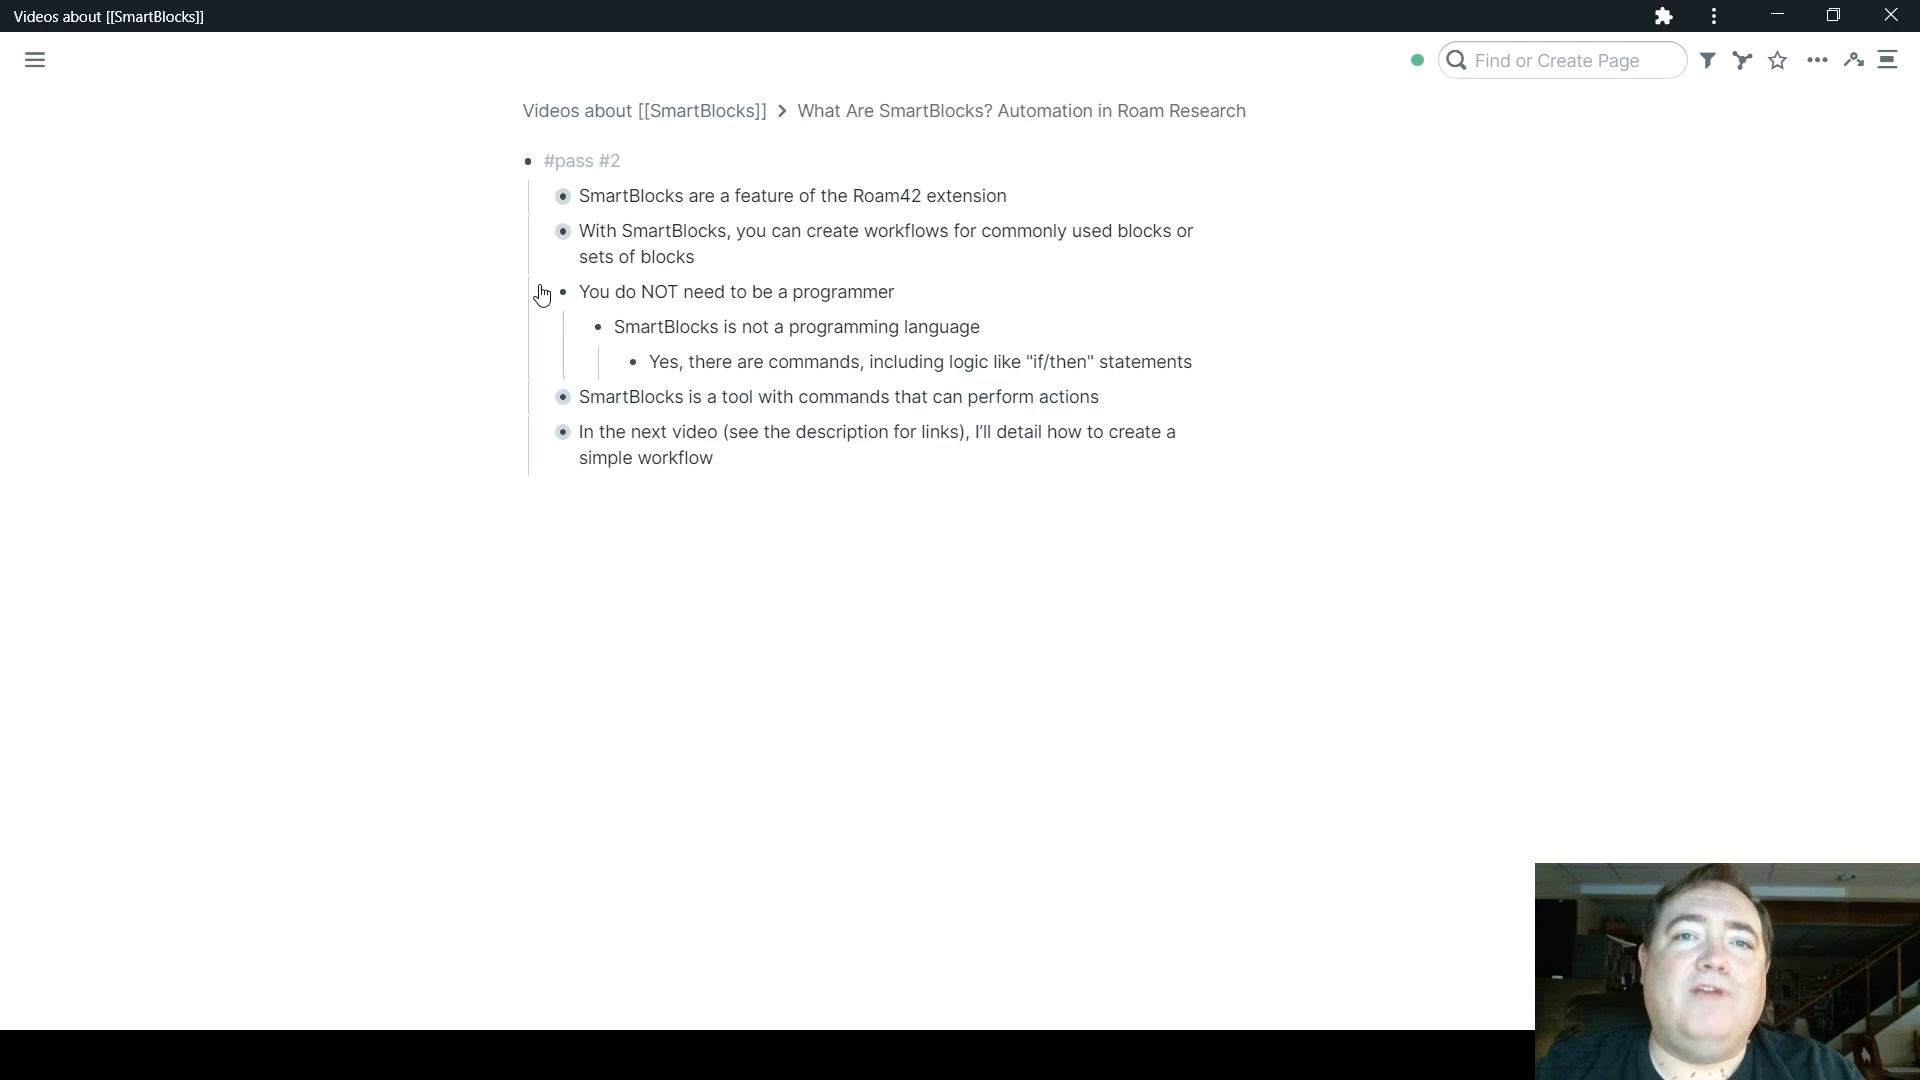 Videos about [[SmartBlocks]]
Find or Create Page
Videos about [[SmartBlocks]] > What Are SmartBlocks? Automation in Roam Research
#pass #2
SmartBlocks are a feature of the Roam42 extension
With SmartBlocks, you can create workflows for commonly used blocks or
sets of blocks
You do NOT need to be a programmer
SmartBlocks is not a programming language
Yes, there are commands, including logic like "if/then" statements
SmartBlocks is a tool with commands that can perform actions
In the next video (see the description for links), I'll detail how to create a
simple workflow